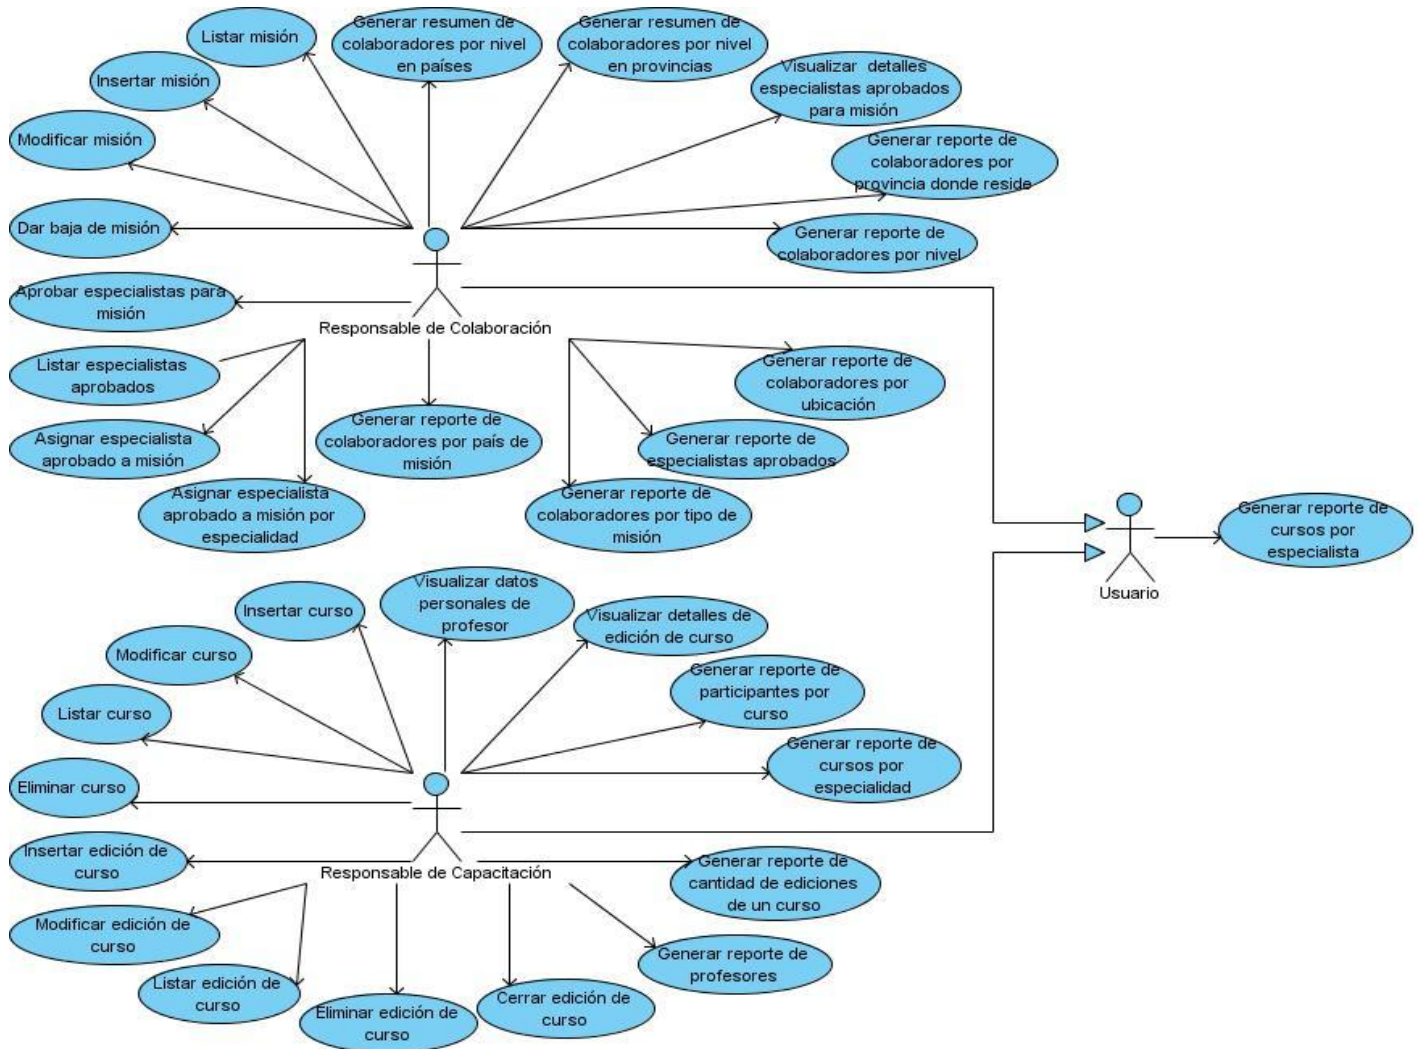 Listar misión
Generar resumen de
colaboradores por nivel
en países
Generar resumen de
colaboradores por nivel
en provincias
Insertar misión
Visualizar detalles
especialistas aprobados
para misión
Modificar misión
Generar reporte de
colaboradores por
provincia donde reside
Dar baja de misión
Generar reporte de
colaboradores por nivel
Aprobar especialistas para
misión
Responsable de Colaboración
Listar especialistas
aprobados
Generar reporte de
colaboradores por
ubicación
Asignar especialista
aprobado a misión
Generar reporte de
colaboradores por país de
misión
Generar reporte de
especialistas aprobados
Asignar especialista
aprobado a misión por
especialidad
Generar reporte de
colaboradores por tipo de
misión
Generar reporte de
cursos por
especialista
Usuario
Insertar curso
Visualizar datos
personales de
profesor
Visualizar detalles de
edición de curso
Modificar curso
Generar reporte de
participantes por
curso
Listar curso
Generar reporte de
cursos por
especialidad
Eliminar curso
Insertar edición de
curso
Responsable de Capacitación
Generar reporte de
cantidad de ediciones
de un curso
Modificar edición de
curso
Generar reporte de
profesores
Listar edición de
curso
Eliminar edición de
curso
Cerrar edición de
curso